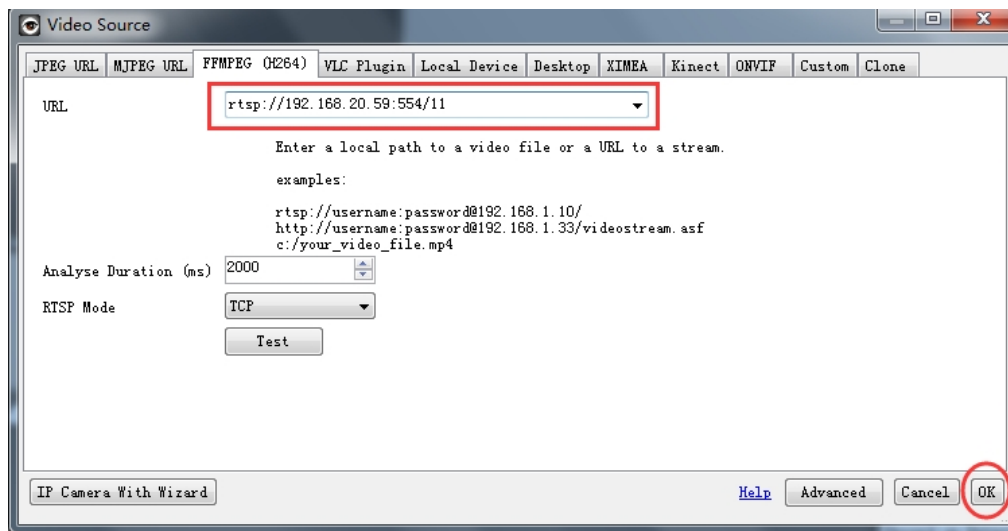 Video Source
JPEG URL MJPEG URL FFMPEG (H264) VLC Plugin Local Device Desktop XIMEA Kinect ONVIF Custom Clone
URL rtsp://192.168.20.59:554/11
Enter a local path to a video file or a URL to a stream.
examples:
rtsp://username:password@192.168.1.10/
http://username:password@192.168.1.33/videostream.asf
c:/your_video_file.mp4
Analyse Duration (ms) 2000
RTSP Mode TCP
Test
IP Camera With Wizard Help Advanced Cancel OK